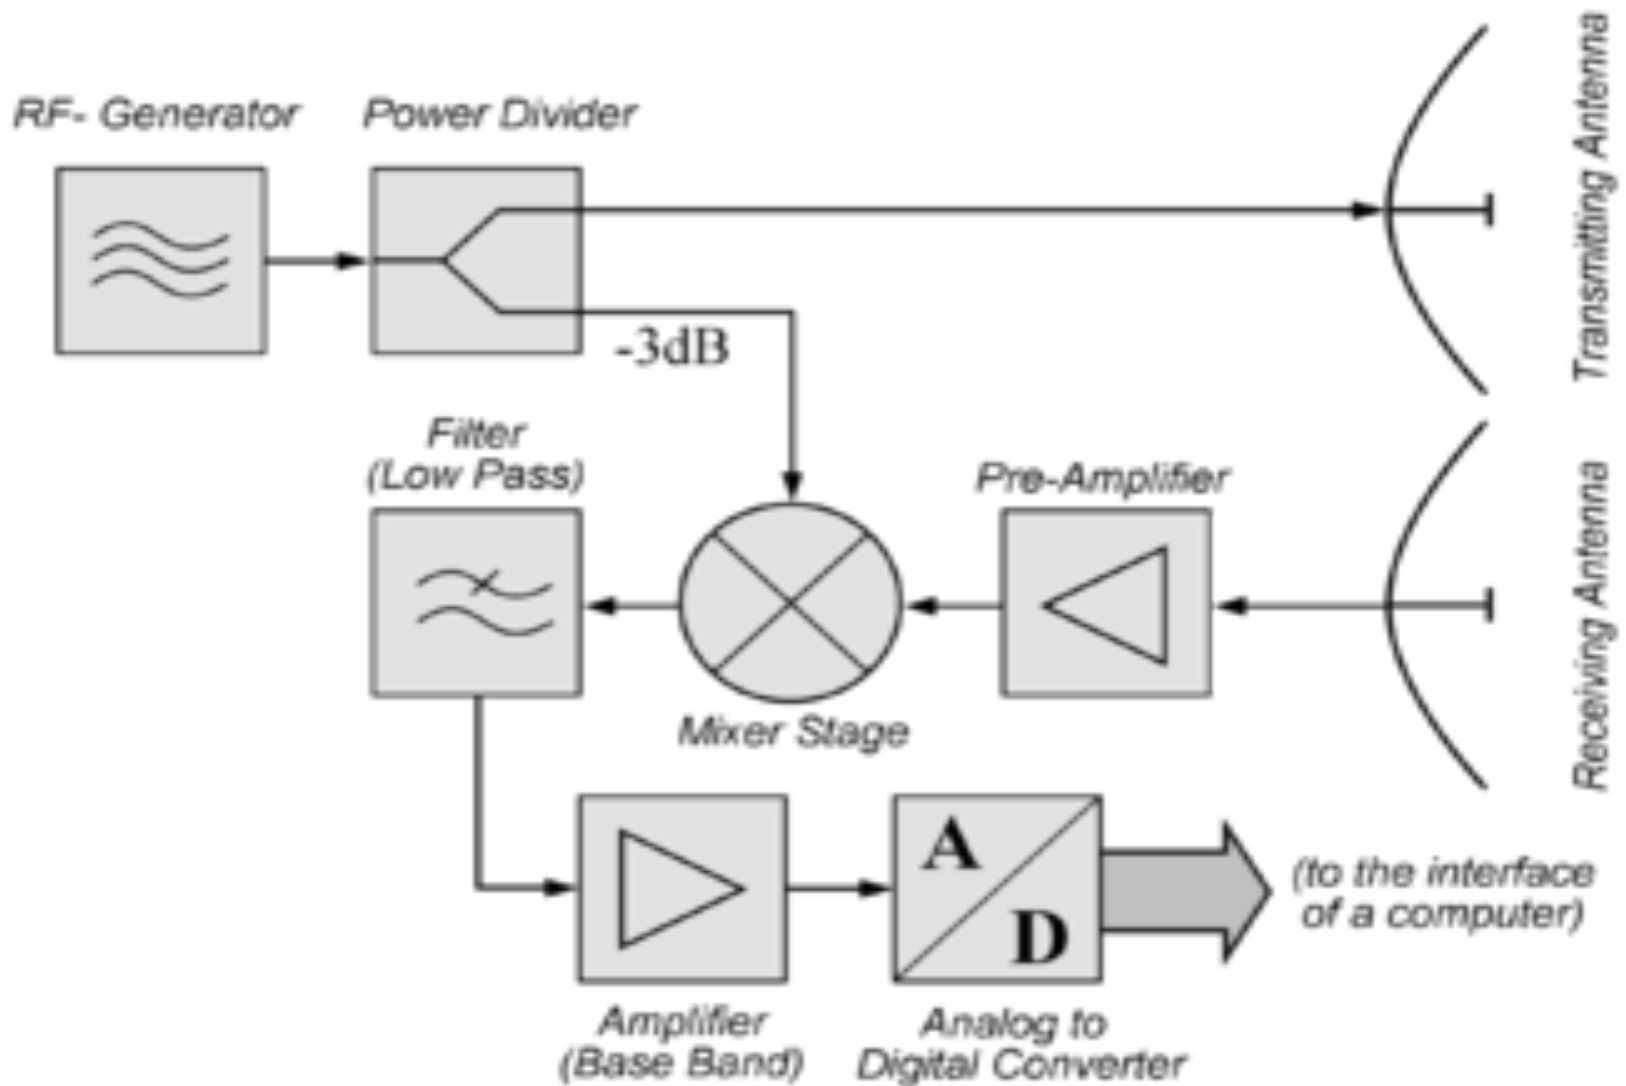 RF- Generator
Power Divider
Transmitting Antenna
-3dB
Filter
(Low Pass)
Pre-Amplifier
Receiving Antenna
Mixer Stage
A
D
(to the interface
of a computer)
Amplifier
(Base Band)
Analog to
Digital Converter